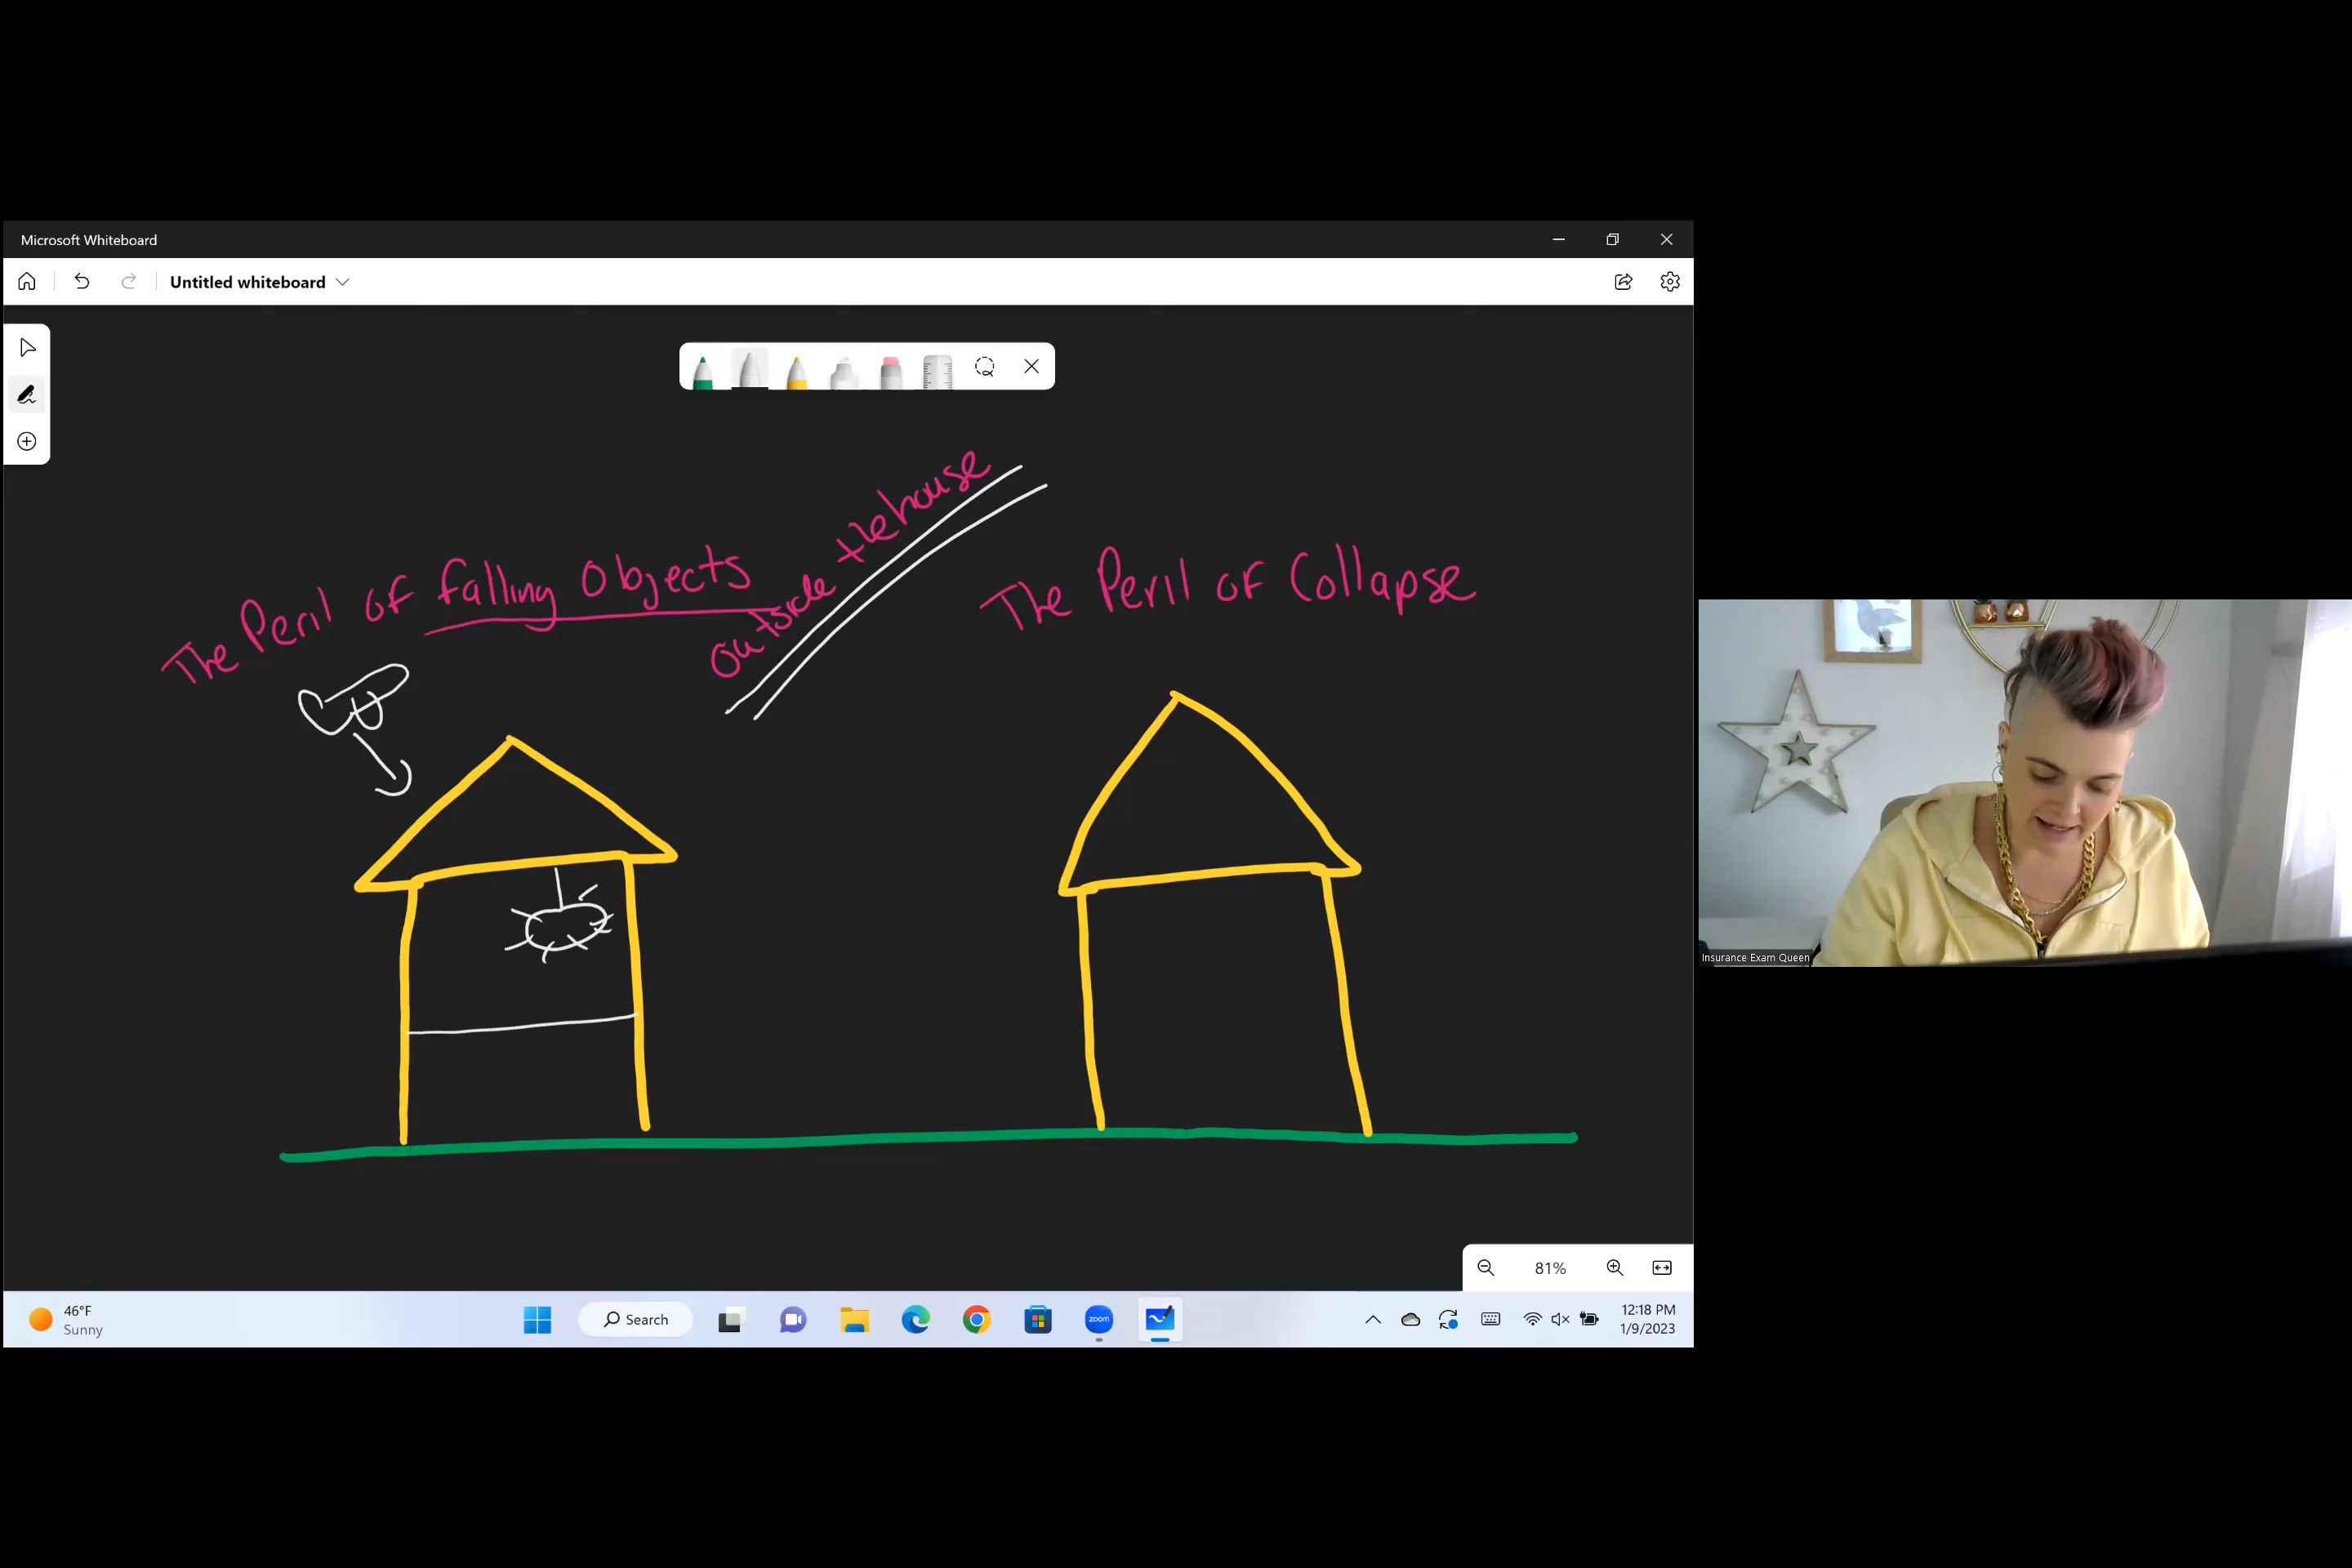 Microsoft Whiteboard
Untitled whiteboard
The Peril of falling Objects
outside the house
The Peril of Collapse
Insurance Exam Queen
81%
46°F
Sunny
Search
zoom
12:18 PM
1/9/2023